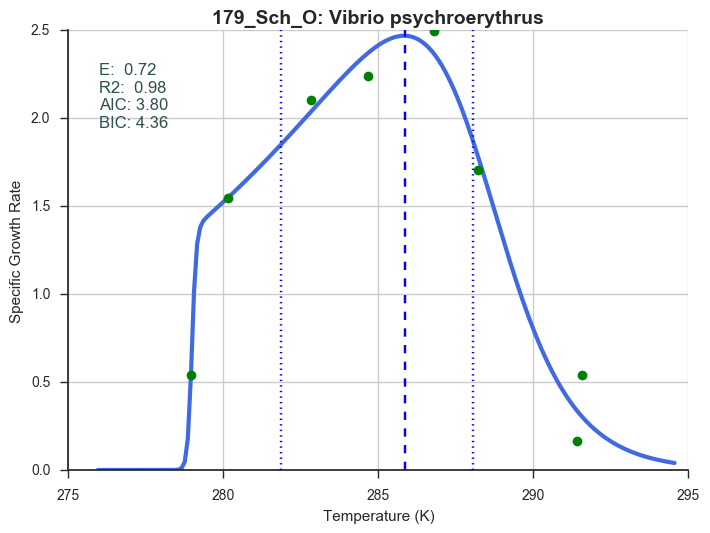 179_Sch_O: Vibrio psychroerythrus
E:  0.72
R2:  0.98
AIC: 3.80
BIC: 4.36
2.5
2.0
1.5
1.0
0.5
0.0
Specific Growth Rate
275 280 285 290 295
Temperature (K)